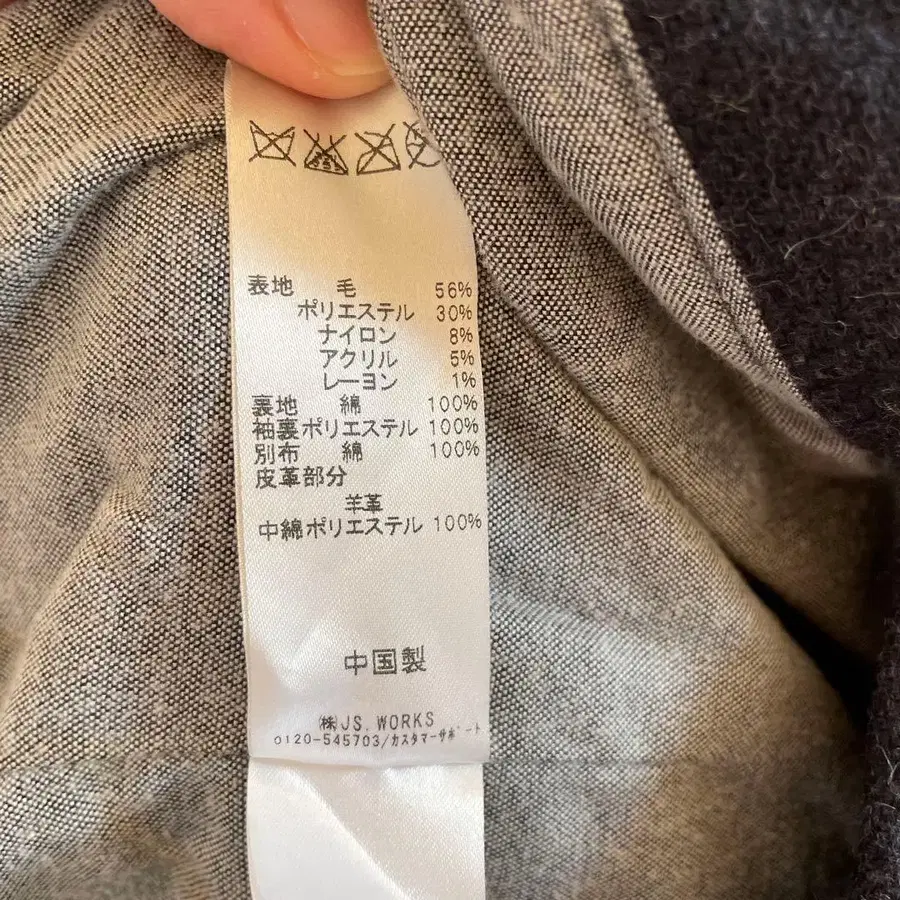 表地 毛 56%
ポリエステル 30%
ナイロン 8%
アクリル 5%
レーヨン 1%
裏地 綿 100%
袖裏ポリエステル 100%
別布 綿 100%
皮革部分
羊革
中綿ポリエステル 100%
中国製
㈱JS.WORKS
0120-545703/カスタマーサポート